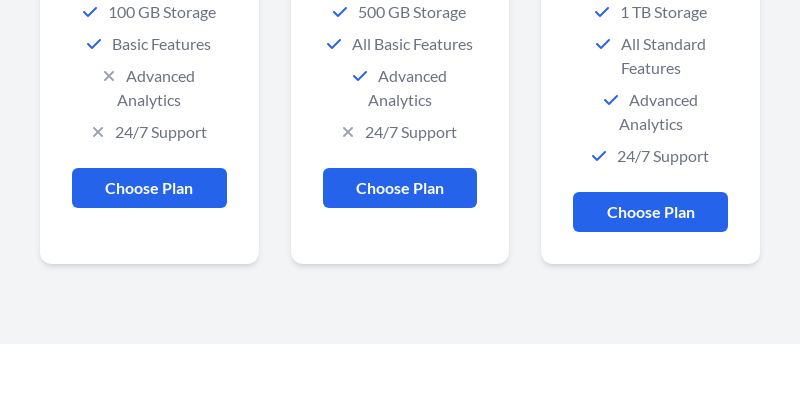 100 GB Storage
Basic Features
Advanced
Analytics
24/7 Support
Choose Plan
500 GB Storage
All Basic Features
Advanced
Analytics
24/7 Support
Choose Plan
1 TB Storage
All Standard
Features
Advanced
Analytics
24/7 Support
Choose Plan